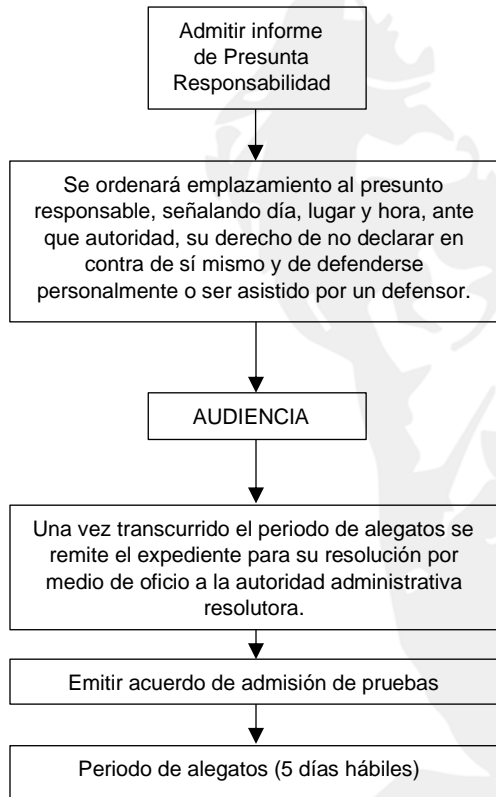 Admitir informe
de Presunta
Responsabilidad
Se ordenará emplazamiento al presunto
responsable, señalando día, lugar y hora, ante
que autoridad, su derecho de no declarar en
contra de sí mismo y de defenderse
personalmente o ser asistido por un defensor.
AUDIENCIA
Una vez transcurrido el periodo de alegatos se
remite el expediente para su resolución por
medio de oficio a la autoridad administrativa
resolutora.
Emitir acuerdo de admisión de pruebas
Periodo de alegatos (5 días hábiles)